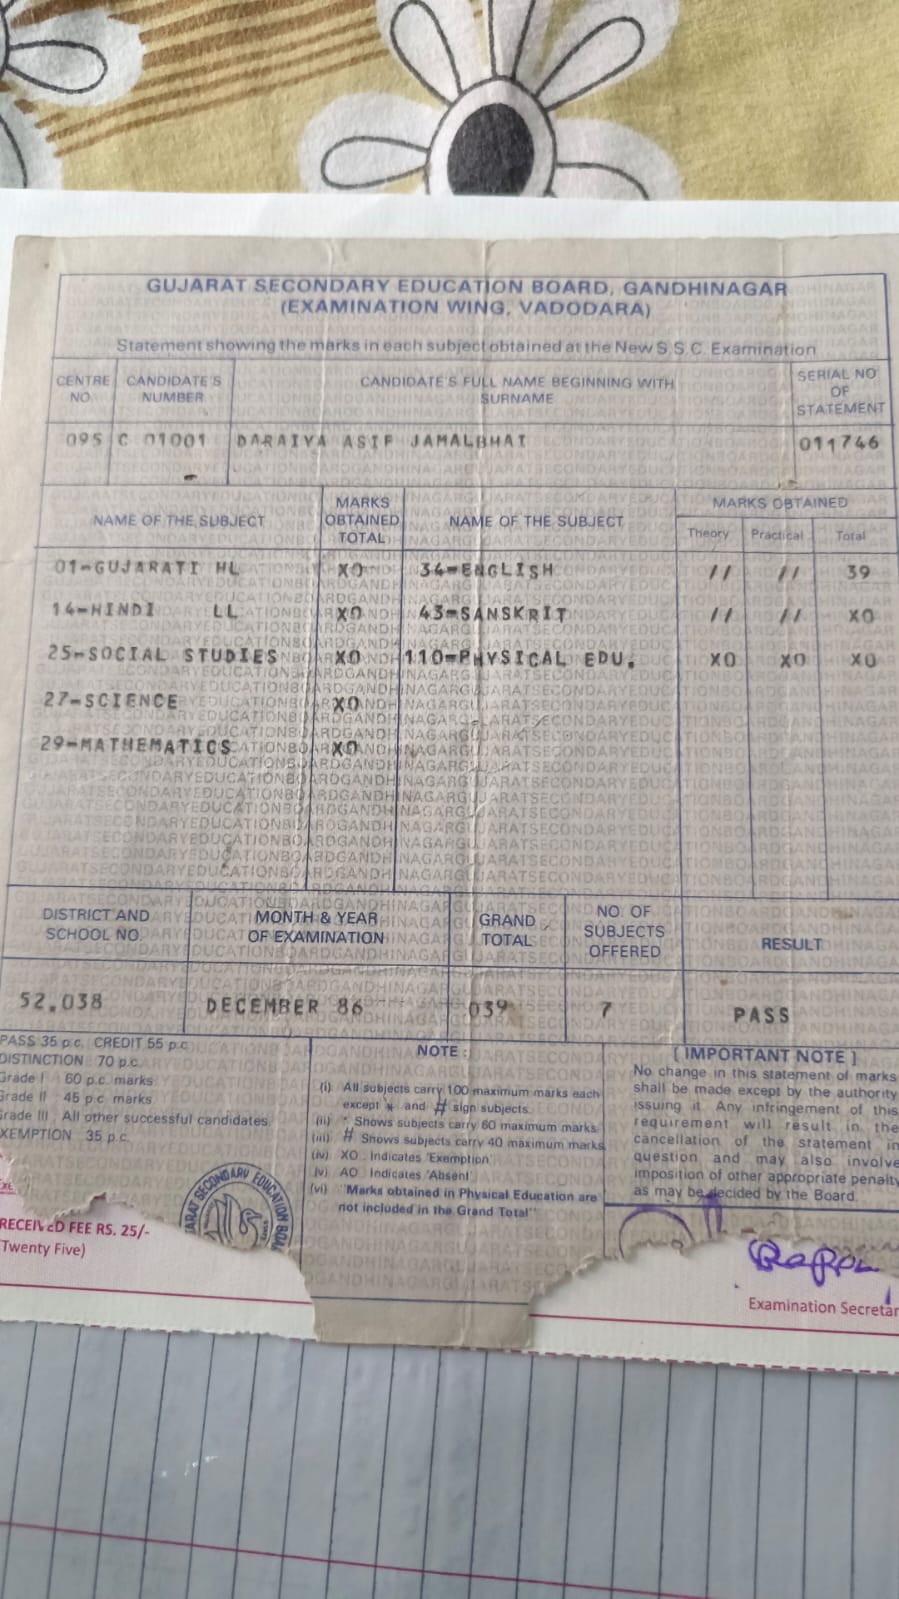 GUJARAT SECONDARY EDUCATION BOARD, GANDHINAGAR
(EXAMINATION WING, VADODARA)
Statement showing the marks in each subject obtained at the New S.S.C. Examination
CENTRE NO. CANDIDATE'S NUMBER CANDIDATE'S FULL NAME BEGINNING WITH SURNAME SERIAL NO OF STATEMENT
095 C 01001 DARAIYA ASIF JAMALBHAI 011746
NAME OF THE SUBJECT MARKS OBTAINED TOTAL NAME OF THE SUBJECT MARKS OBTAINED
Theory Practical Total
01-GUJARATI HL XO 34-ENGLISH // // 39
14-HINDI LL XO 43-SANSKRIT // // XO
25-SOCIAL STUDIES XO 110-PHYSICAL EDU. XO XO XO
27-SCIENCE XO
29-MATHEMATICS XO
DISTRICT AND SCHOOL NO. MONTH & YEAR OF EXAMINATION GRAND TOTAL NO. OF SUBJECTS OFFERED RESULT
52.038 DECEMBER 86 039 7 PASS
PASS 35 p.c. CREDIT 55 p.c.
DISTINCTION 70 p.c.
Grade I 60 p.c. marks
Grade II 45 p.c. marks
Grade III All other successful candidates.
EXEMPTION 35 p.c.
NOTE :
(i) All subjects carry 100 maximum marks each
except * and # sign subjects.
(ii) * Shows subjects carry 60 maximum marks.
(iii) # Shows subjects carry 40 maximum marks
(iv) XO Indicates 'Exemption'
(v) AO Indicates 'Absent'
(vi) "Marks obtained in Physical Education are
not included in the Grand Total"
[ IMPORTANT NOTE ]
No change in this statement of marks
shall be made except by the authority
issuing it. Any infringement of this
requirement will result in the
cancellation of the statement in
question and may also involve
imposition of other appropriate penalty
as may be decided by the Board.
RECEIVED FEE RS. 25/-
Twenty Five)
Examination Secretar